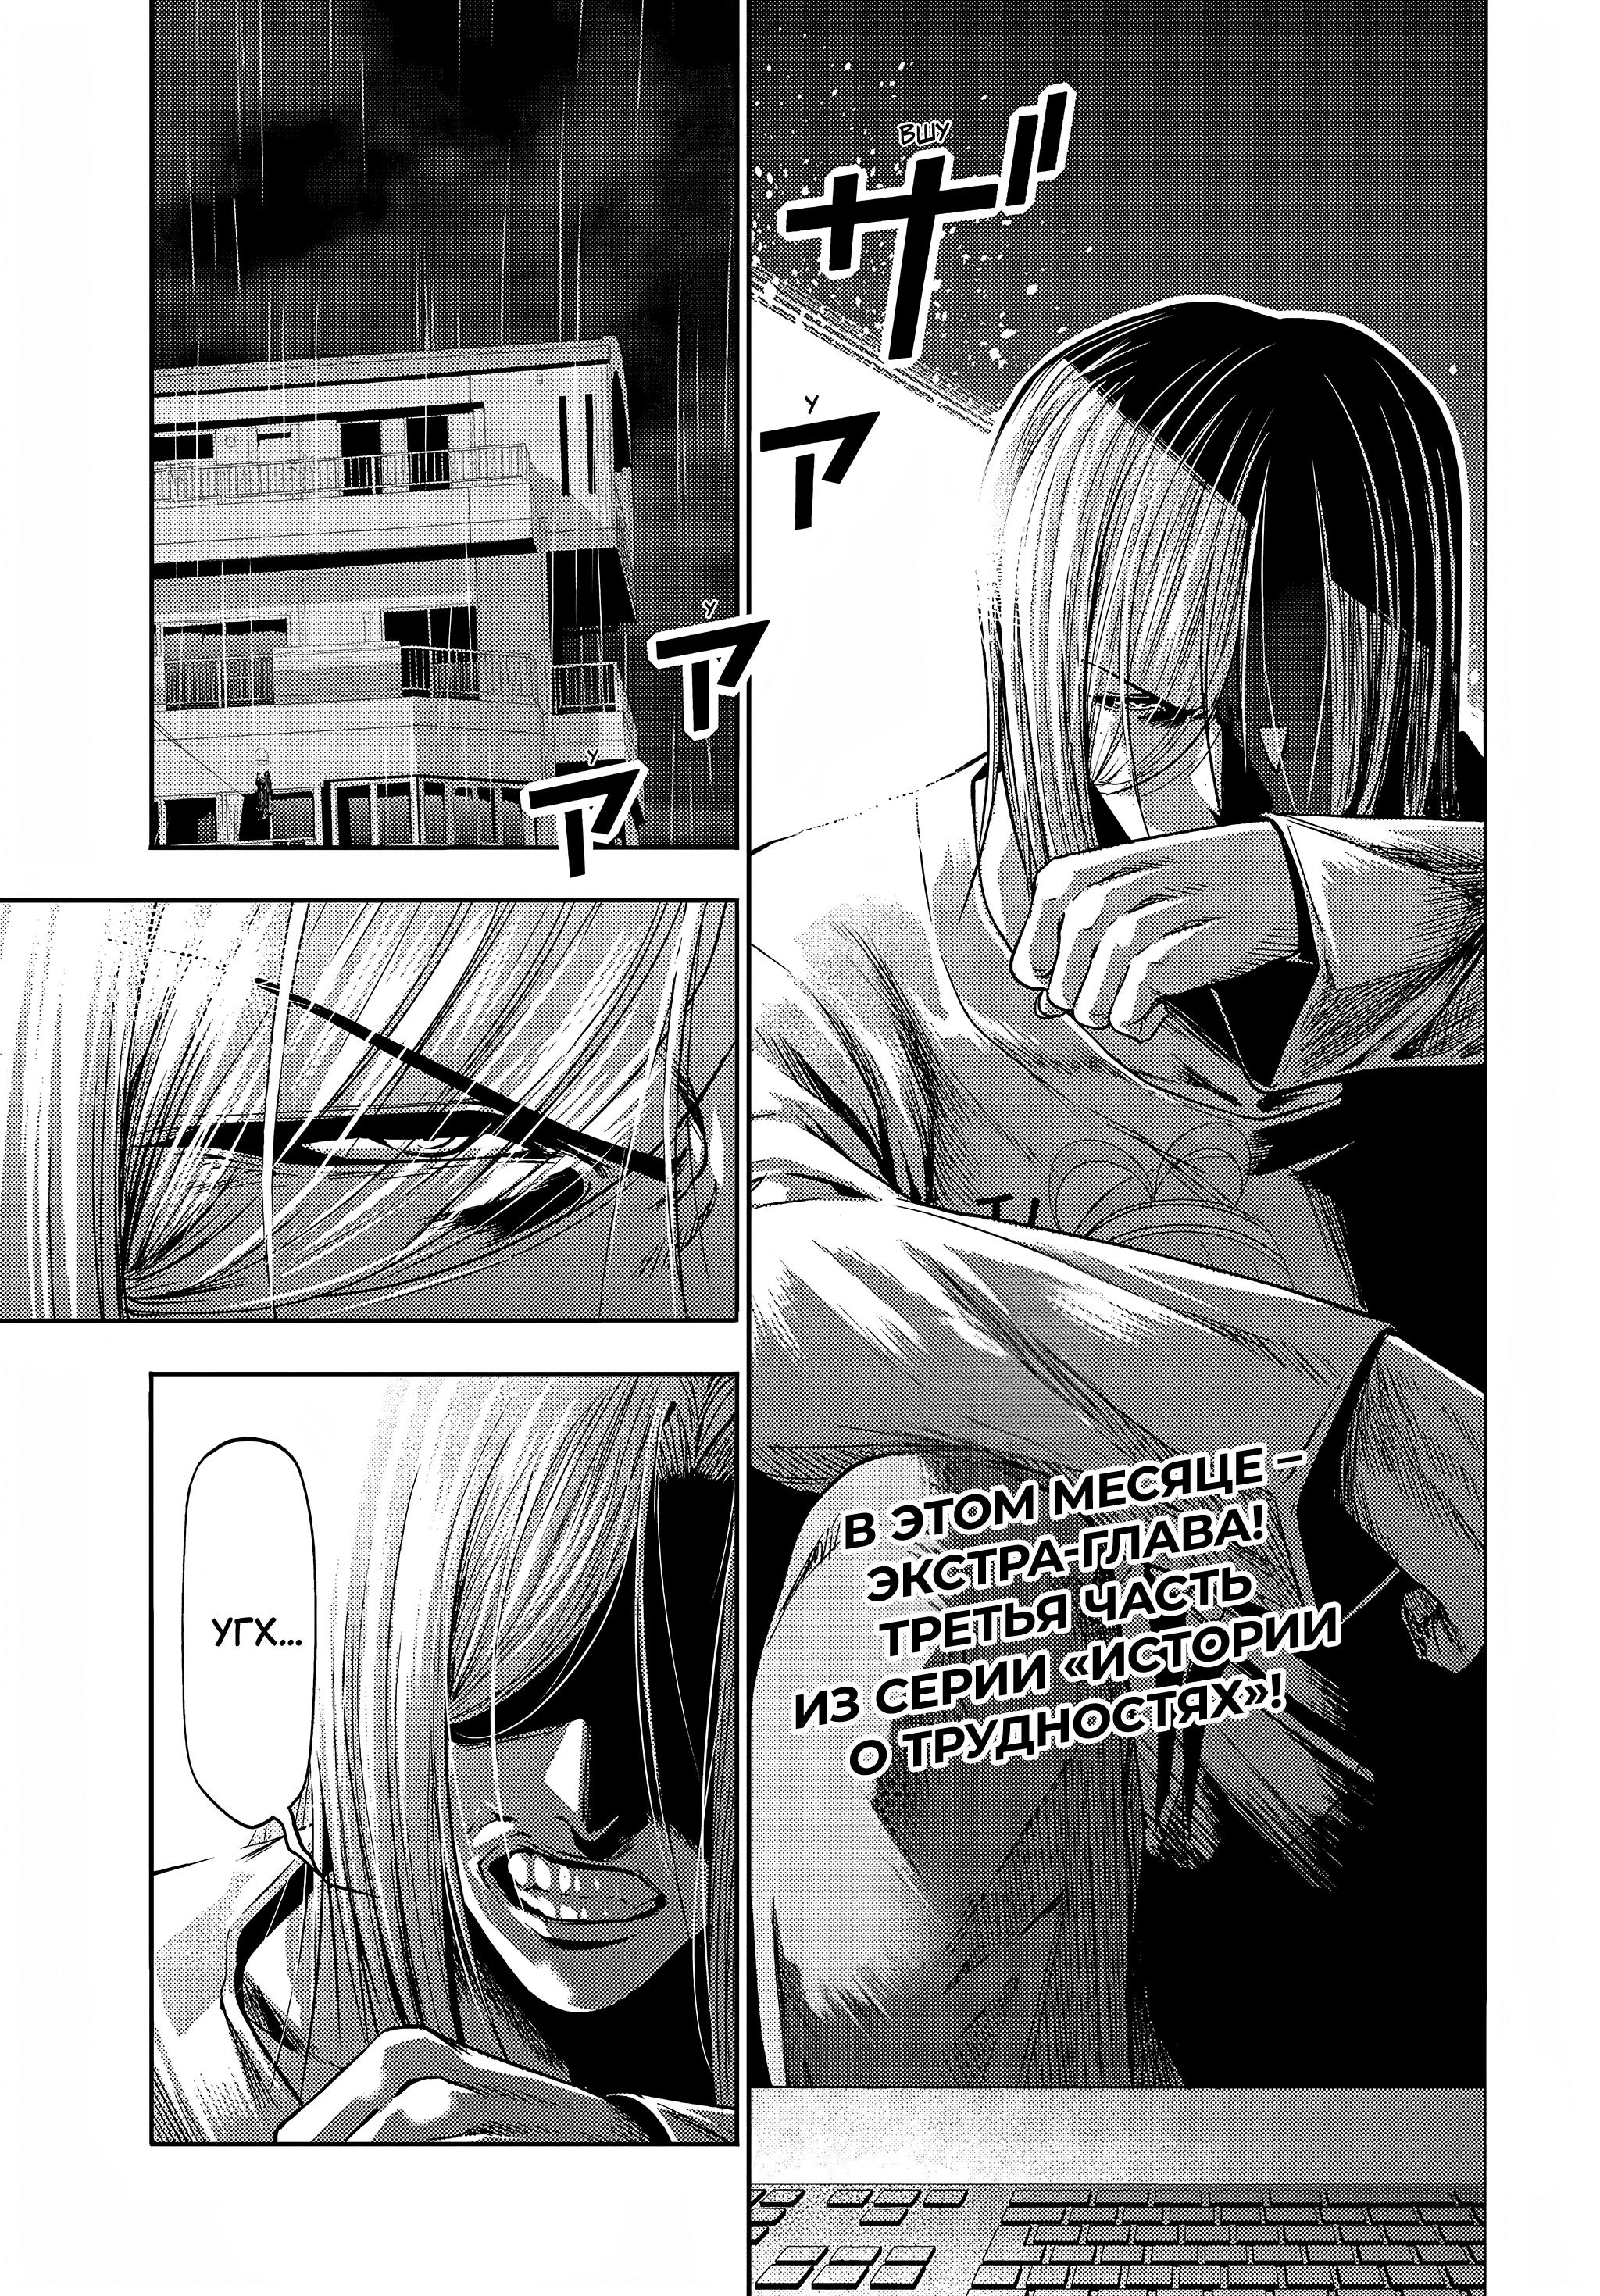 ВШУ
ザ
У
ア
У
ア
У
ア
В ЭТОМ МЕСЯЦЕ –
ЭКСТРА-ГЛАВА!
ТРЕТЬЯ ЧАСТЬ
ИЗ СЕРИИ «ИСТОРИИ
О ТРУДНОСТЯХ»!
УГХ...